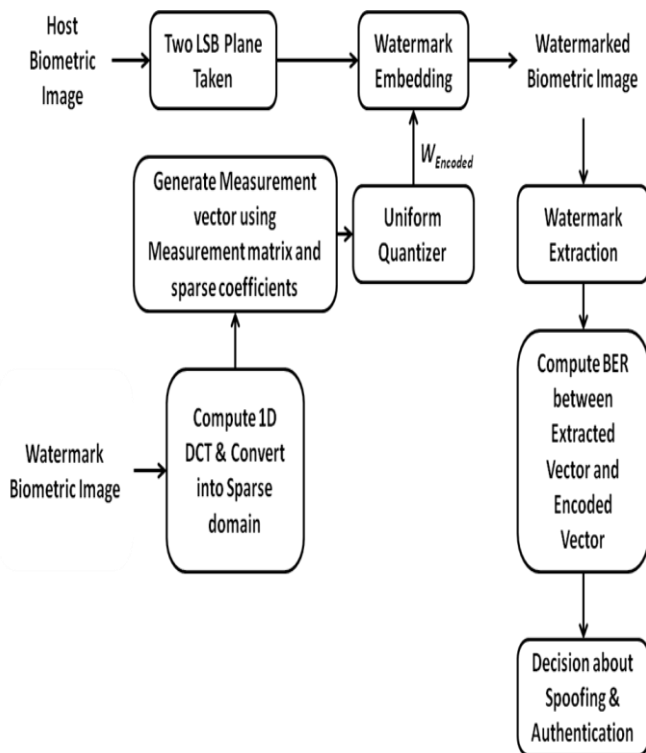 Host
Biometric
Image
Two LSB Plane
Taken
Watermark
Embedding
Watermarked
Biometric Image
W Encoded
Generate Measurement
vector using
Measurement matrix and
sparse coefficients
Uniform
Quantizer
Watermark
Extraction
Watermark
Biometric Image
Compute 1D
DCT & Convert
into Sparse
domain
Compute BER
between
Extracted
Vector and
Encoded
Vector
Decision about
Spoofing &
Authentication